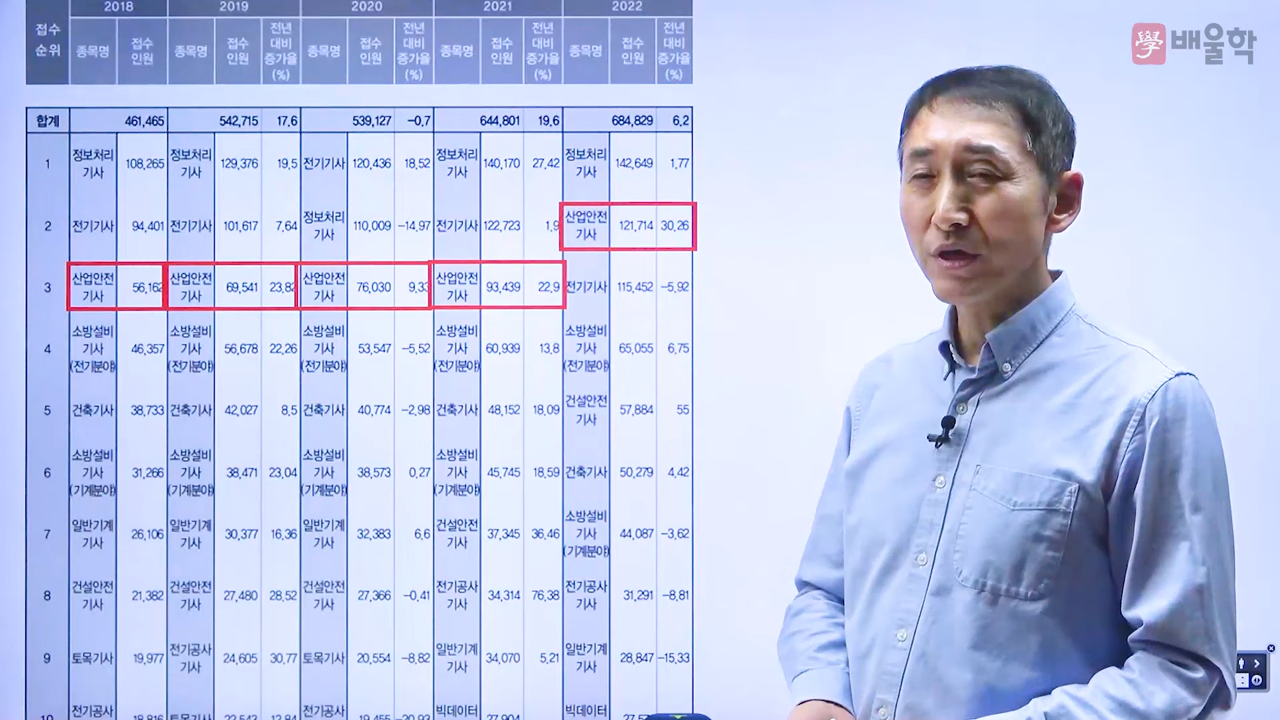 2018 2019 2020 2021 2022
접수
순위
종목명 접수
인원 종목명 접수
인원 전년
대비
증가율
(%) 종목명 접수
인원 전년
대비
증가율
(%) 종목명 접수
인원 전년
대비
증가율
(%) 종목명 접수
인원 전년
대비
증가율
(%)
합계 461,465 542,715 17,6 539,127 -0,7 644,801 19,6 684,829 6,2
1 정보처리
기사 108,265 정보처리
기사 129,376 19,5 전기기사 120,436 18,52 정보처리
기사 140,170 27,42 정보처리
기사 142,649 1,77
2 전기기사 94,401 전기기사 101,617 7,64 정보처리
기사 110,009 -14,97 전기기사 122,723 1,9 산업안전
기사 121,714 30,26
3 산업안전
기사 56,162 산업안전
기사 69,541 23,82 산업안전
기사 76,030 9,33 산업안전
기사 93,439 22,9 전기기사 115,452 -5,92
4 소방설비
기사
(전기분야) 46,357 소방설비
기사
(전기분야) 56,678 22,26 소방설비
기사
(전기분야) 53,547 -5,52 소방설비
기사
(전기분야) 60,939 13,8 소방설비
기사
(전기분야) 65,055 6,75
5 건축기사 38,733 건축기사 42,027 8,5 건축기사 40,774 -2,98 건축기사 48,152 18,09 건설안전
기사 57,884 55
6 소방설비
기사
(기계분야) 31,266 소방설비
기사
(기계분야) 38,471 23,04 소방설비
기사
(기계분야) 38,573 0,27 소방설비
기사
(기계분야) 45,745 18,59 건축기사 50,279 4,42
7 일반기계
기사 26,106 일반기계
기사 30,377 16,36 일반기계
기사 32,383 6,6 건설안전
기사 37,345 36,46 소방설비
기사
(기계분야) 44,087 -3,62
8 건설안전
기사 21,382 건설안전
기사 27,480 28,52 건설안전
기사 27,366 -0,41 전기공사
기사 34,314 76,38 전기공사
기사 31,291 -8,81
9 토목기사 19,977 전기공사
기사 24,605 30,77 토목기사 20,554 -8,82 일반기계
기사 34,070 5,21 일반기계
기사 28,847 -15,33
전기공사 빅데이터 빅데이터
學 배울학